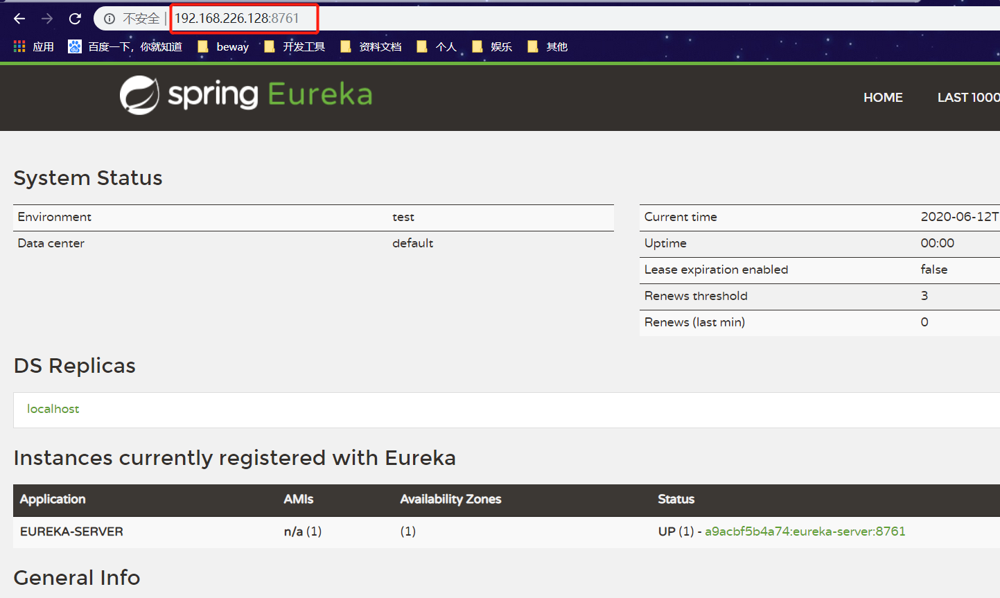 不安全 | 192.168.226.128:8761
应用 百度一下，你就知道 beway 开发工具 资料文档 个人 娱乐 其他
spring Eureka HOME LAST 1000
System Status
Environment test
Data center default
Current time 2020-06-12T
Uptime 00:00
Lease expiration enabled false
Renews threshold 3
Renews (last min) 0
DS Replicas
localhost
Instances currently registered with Eureka
Application AMIs Availability Zones Status
EUREKA-SERVER n/a (1) (1) UP (1) - a9acbf5b4a74:eureka-server:8761
General Info